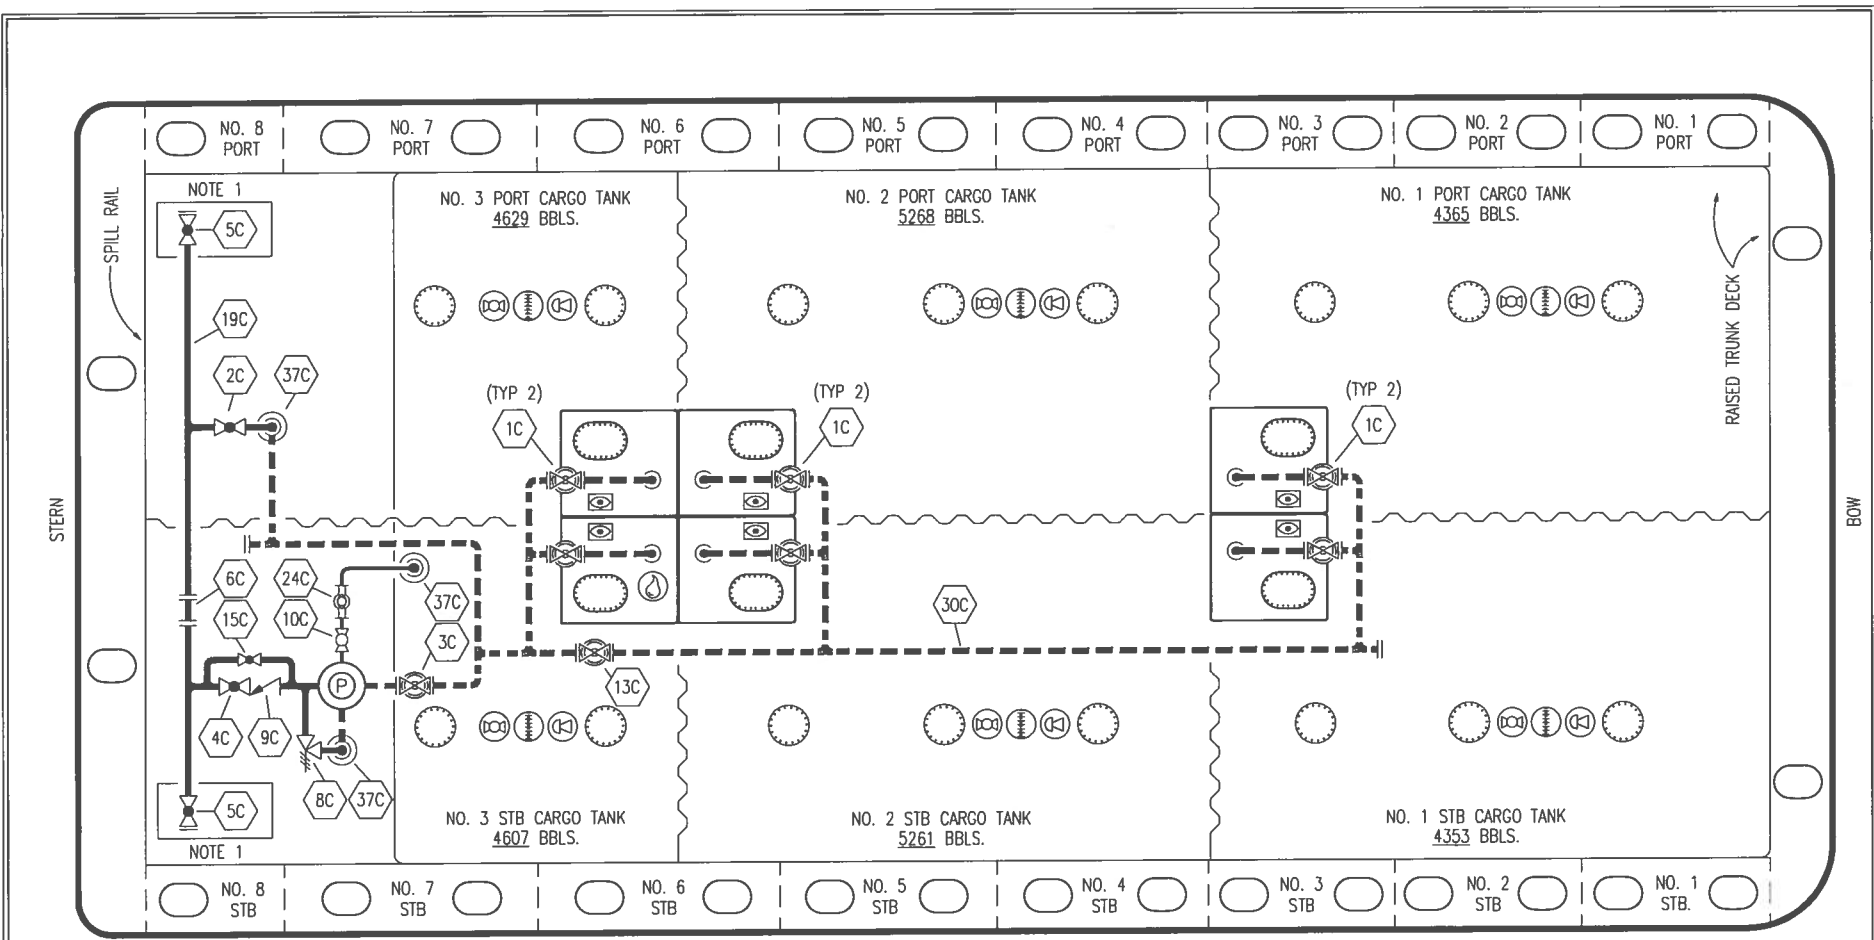 NO. 8
PORT
NO. 7
PORT
NO. 6
PORT
NO. 5
PORT
NO. 4
PORT
NO. 3
PORT
NO. 2
PORT
NO. 1
PORT
SPILL RAIL
NOTE 1
5C
NO. 3 PORT CARGO TANK
4629 BBLS.
NO. 2 PORT CARGO TANK
5268 BBLS.
NO. 1 PORT CARGO TANK
4365 BBLS.
RAISED TRUNK DECK
19C
2C
37C
(TYP 2)
1C
(TYP 2)
1C
(TYP 2)
1C
STERN
BOW
6C
24C
15C
10C
37C
3C
30C
P
13C
4C
9C
8C
37C
5C
NOTE 1
NO. 3 STB CARGO TANK
4607 BBLS.
NO. 2 STB CARGO TANK
5261 BBLS.
NO. 1 STB CARGO TANK
4353 BBLS.
NO. 8
STB
NO. 7
STB
NO. 6
STB
NO. 5
STB
NO. 4
STB
NO. 3
STB
NO. 2
STB
NO. 1
STB.